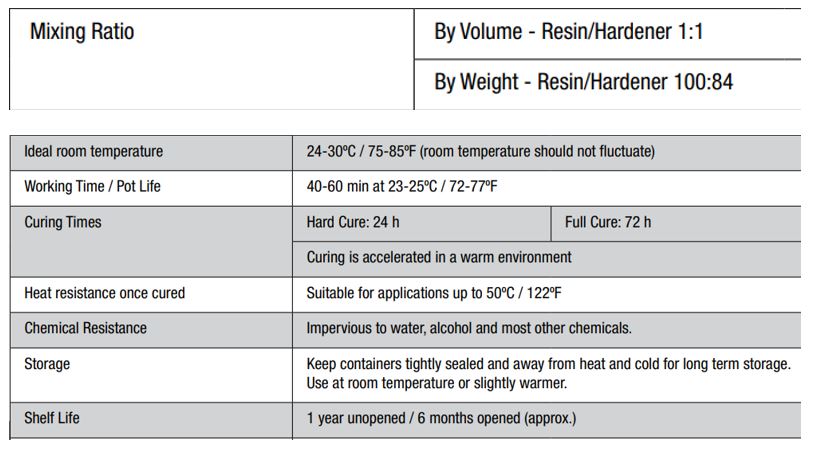 Mixing Ratio
By Volume - Resin/Hardener 1:1
By Weight - Resin/Hardener 100:84
Ideal room temperature
24-30ºC / 75-85ºF (room temperature should not fluctuate)
Working Time / Pot Life
40-60 min at 23-25ºC / 72-77ºF
Curing Times
Hard Cure: 24 h
Full Cure: 72 h
Curing is accelerated in a warm environment
Heat resistance once cured
Suitable for applications up to 50ºC / 122ºF
Chemical Resistance
Impervious to water, alcohol and most other chemicals.
Storage
Keep containers tightly sealed and away from heat and cold for long term storage.
Use at room temperature or slightly warmer.
Shelf Life
1 year unopened / 6 months opened (approx.)